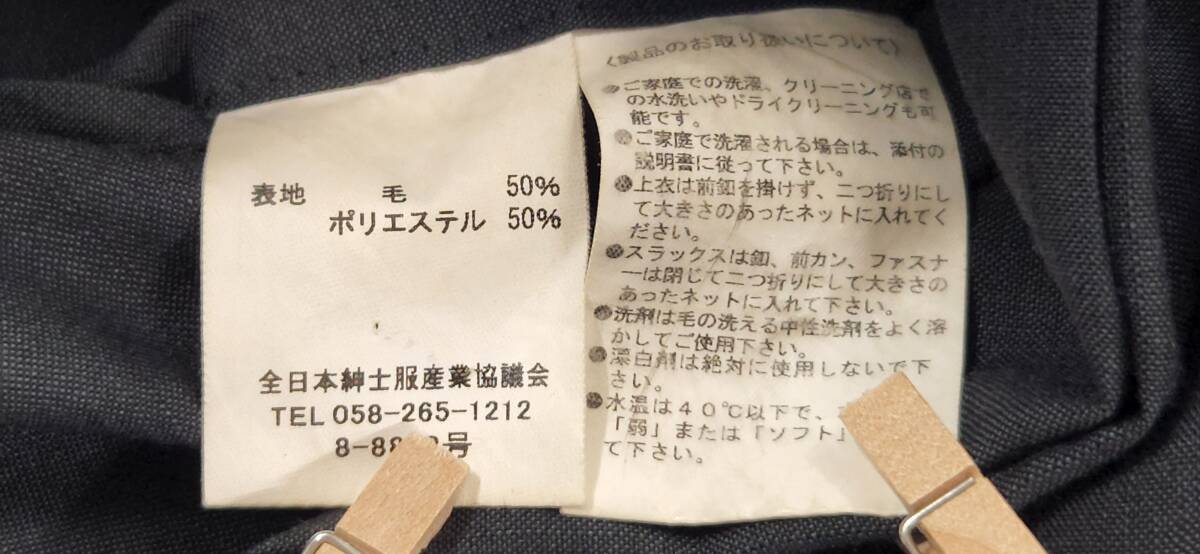 表地 毛 50%
ポリエステル 50%
全日本紳士服産業協議会
TEL 058-265-1212
8-88 号
〈製品のお取り扱いについて〉
●ご家庭での洗濯、クリーニング店で
の水洗いやドライクリーニングも可
能です。
●ご家庭で洗濯される場合は、添付の
説明書に従って下さい。
●上衣は前釦を掛けず、二つ折りにし
て大きさのあったネットに入れてく
ださい。
●スラックスは釦、前カン、ファスナ
ーは閉じて二つ折りにして大きさの
あったネットに入れて下さい。
●洗剤は毛の洗える中性洗剤をよく溶
かしてご使用下さい。
●漂白剤は絶対に使用しないで下
さい。
●水温は40℃以下で、
「弱」または「ソフト」
て下さい。